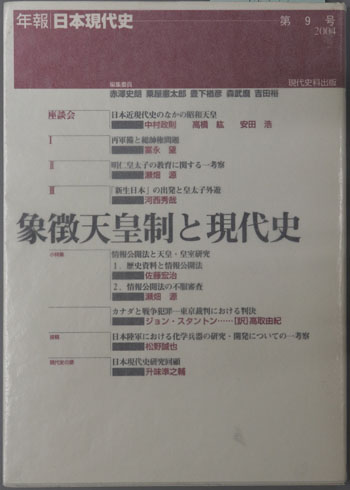 年報 日本現代史
第 9 号
2004
現代史料出版
編集委員
赤澤史朗 粟屋憲太郎 豊下楢彦 森武麿 吉田裕
座談会
日本近現代史のなかの昭和天皇
中村政則 高橋 紘 安田 浩
I
再軍備と総帥権問題
冨永 望
II
明仁皇太子の教育に関する一考察
瀬畑 源
III
「新生日本」の出発と皇太子外遊
河西秀哉
象徴天皇制と現代史
小特集
情報公開法と天皇・皇室研究
1．歴史資料と情報公開法
佐藤宏治
2．情報公開法の不服審査
瀬畑 源
カナダと戦争犯罪―東京裁判における判決
ジョン・スタントン……[訳]高取由紀
日本陸軍における化学兵器の研究・開発についての一考察
松野誠也
現代史の扉
日本現代史研究回顧
升味準之輔